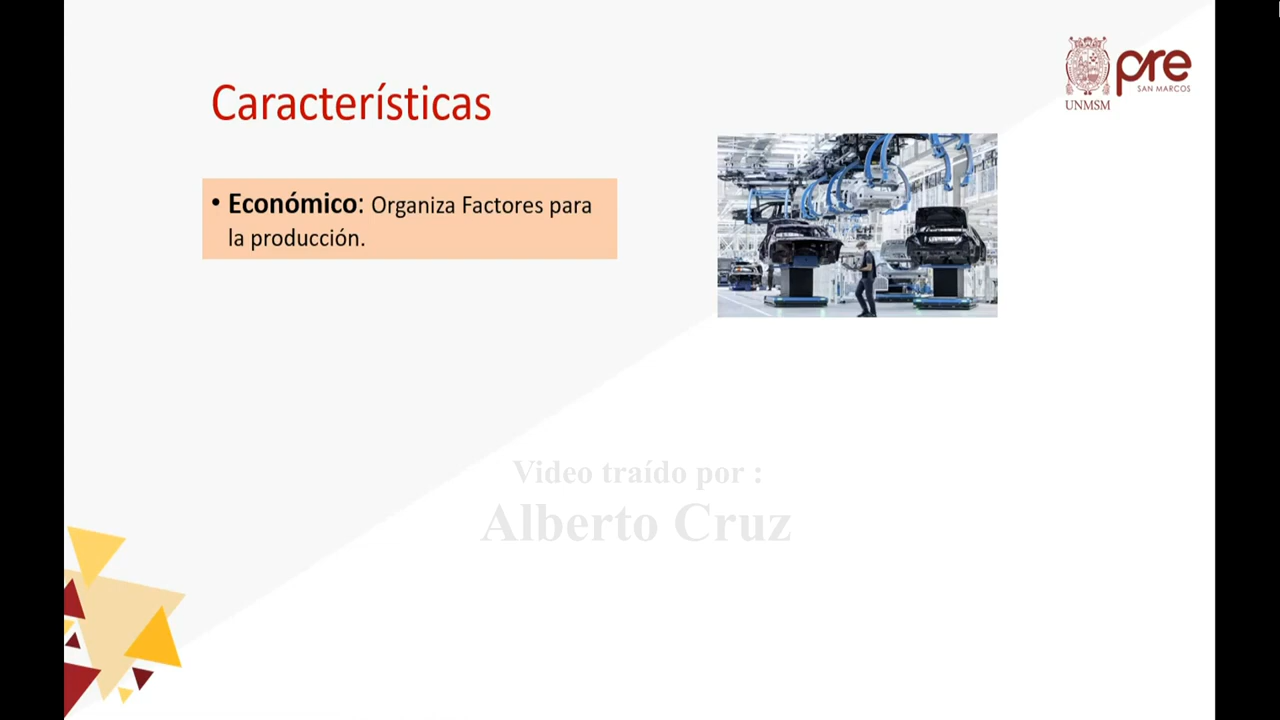 Características
• Económico: Organiza Factores para
la producción.
UNMSM
pre
SAN MARCOS
Video traído por :
Alberto Cruz